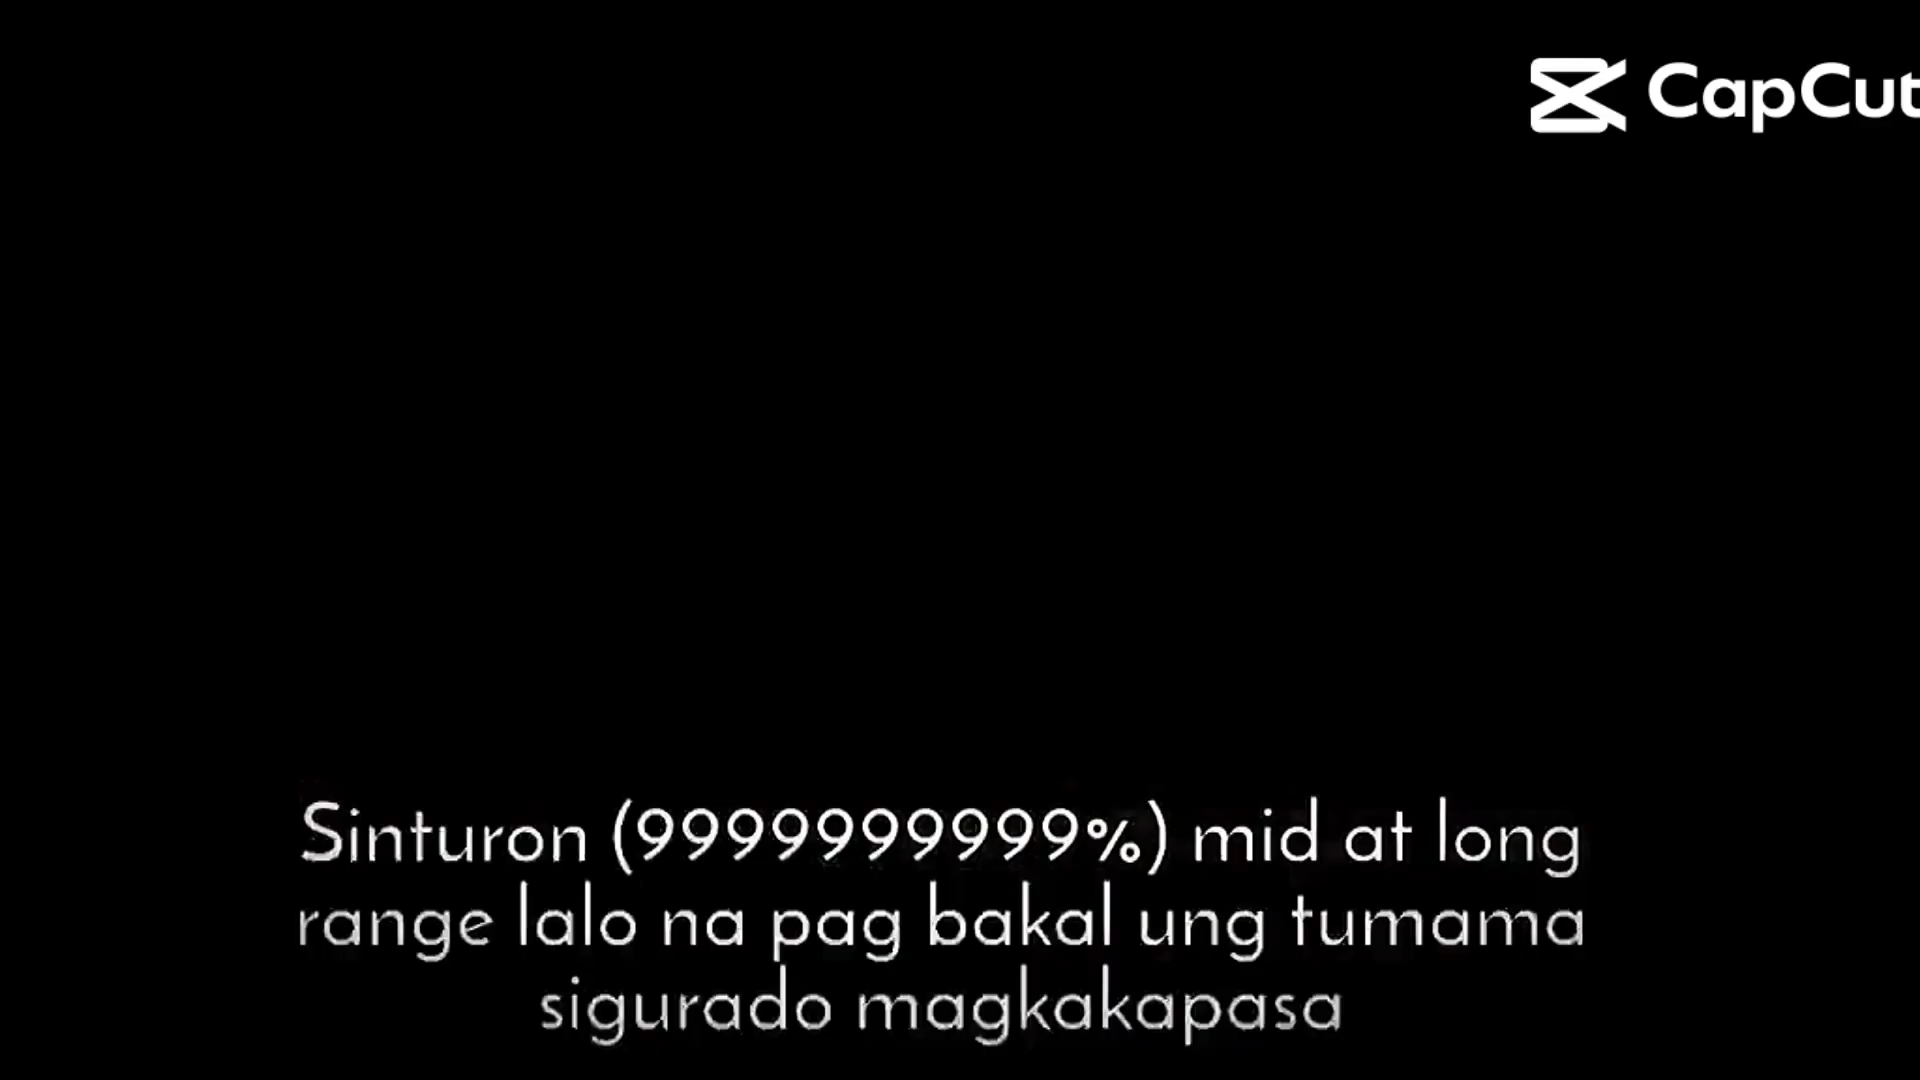 CapCut
Sinturon (9999999999%) mid at long
range lalo na pag bakal ung tumama
sigurado magkakapasa